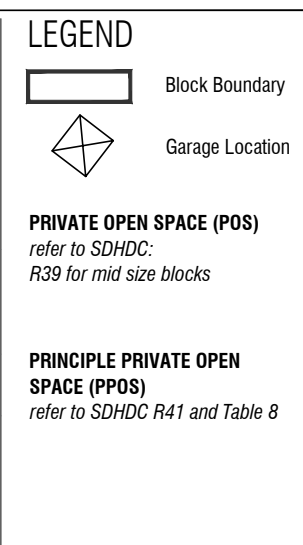 LEGEND
Block Boundary
Garage Location
PRIVATE OPEN SPACE (POS)
refer to SDHDC:
R39 for mid size blocks
PRINCIPLE PRIVATE OPEN
SPACE (PPOS)
refer to SDHDC R41 and Table 8